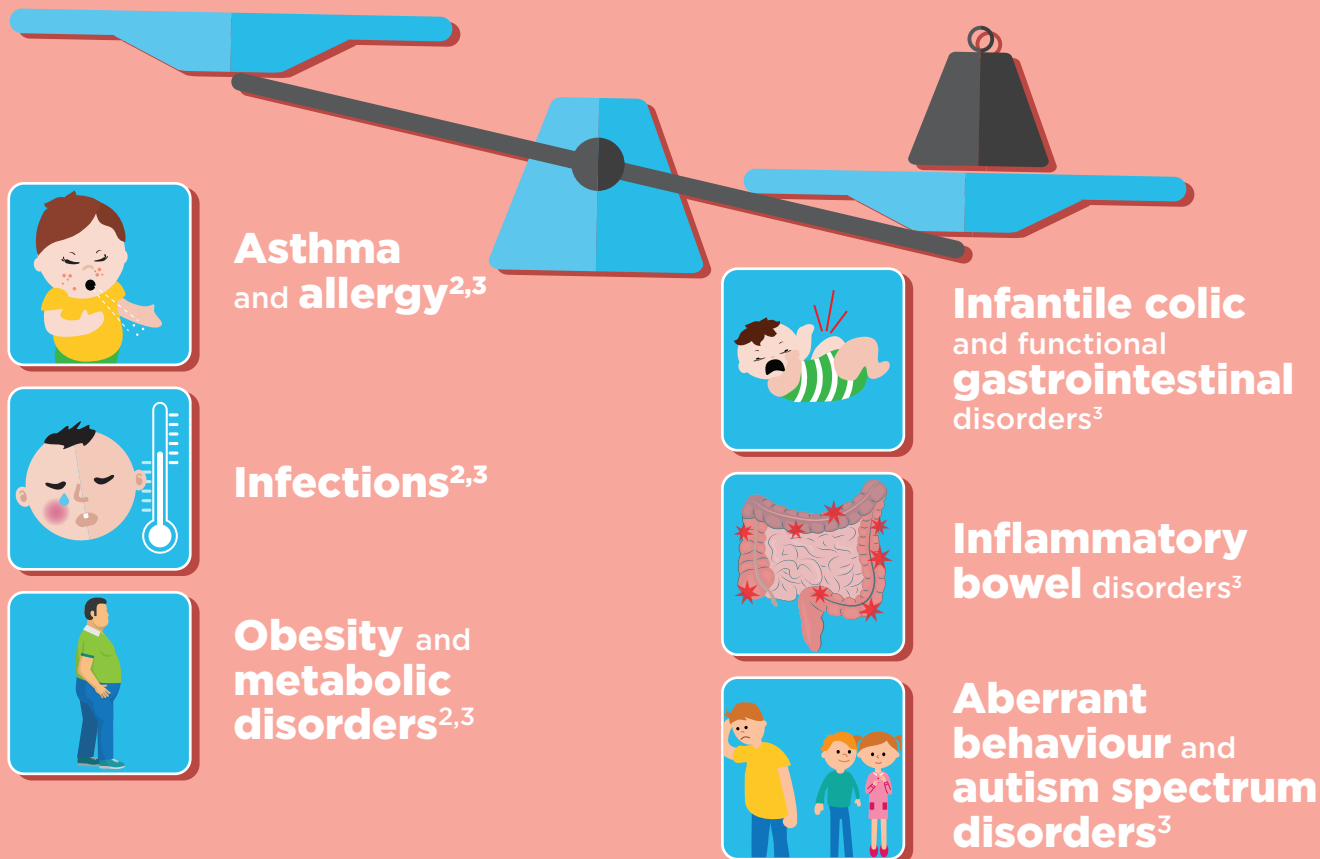 Asthma
and allergy2,3
Infections2,3
Obesity and
metabolic
disorders2,3
Infantile colic
and functional
gastrointestinal
disorders3
Inflammatory
bowel disorders3
Aberrant
behaviour and
autism spectrum
disorders3